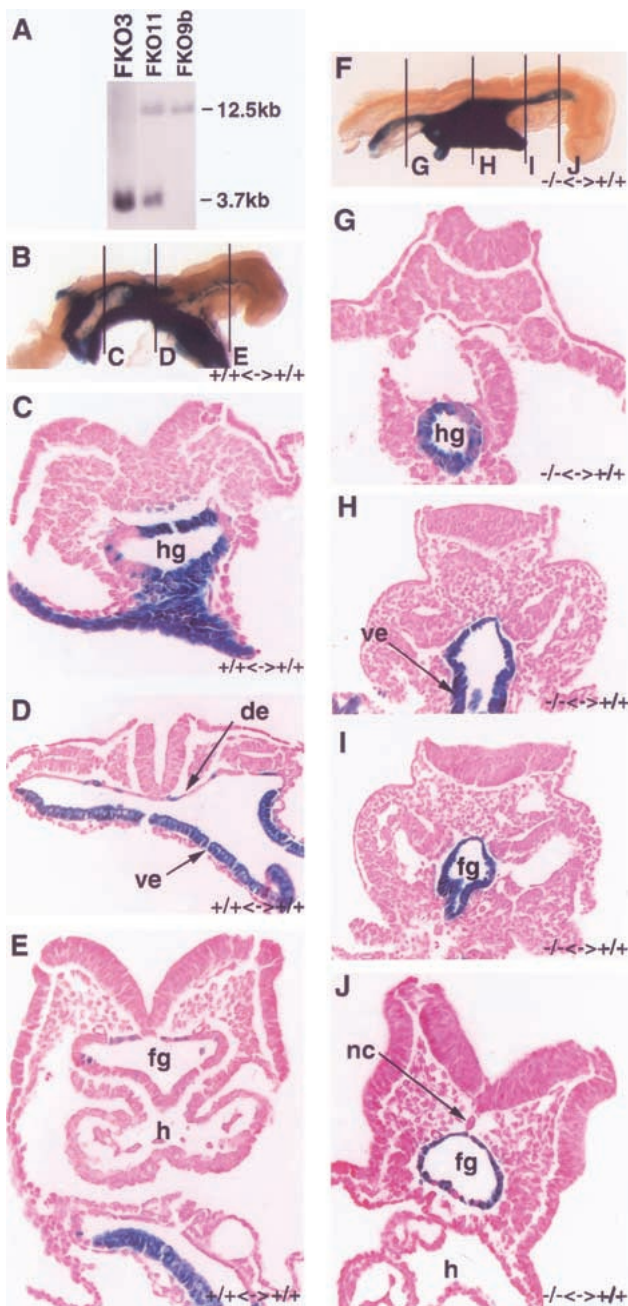 A
FKO3
FKO11
FKO9b
12.5kb
3.7kb
B
C D E
+/+<->+/+
C
hg
+/+<->+/+
D
de
ve
+/+<->+/+
E
fg
h
+/+<->+/+
F
G H I J
-/-<->+/+
G
hg
-/-<->+/+
H
ve
-/-<->+/+
I
fg
-/-<->+/+
J
nc
fg
h
-/-<->+/+